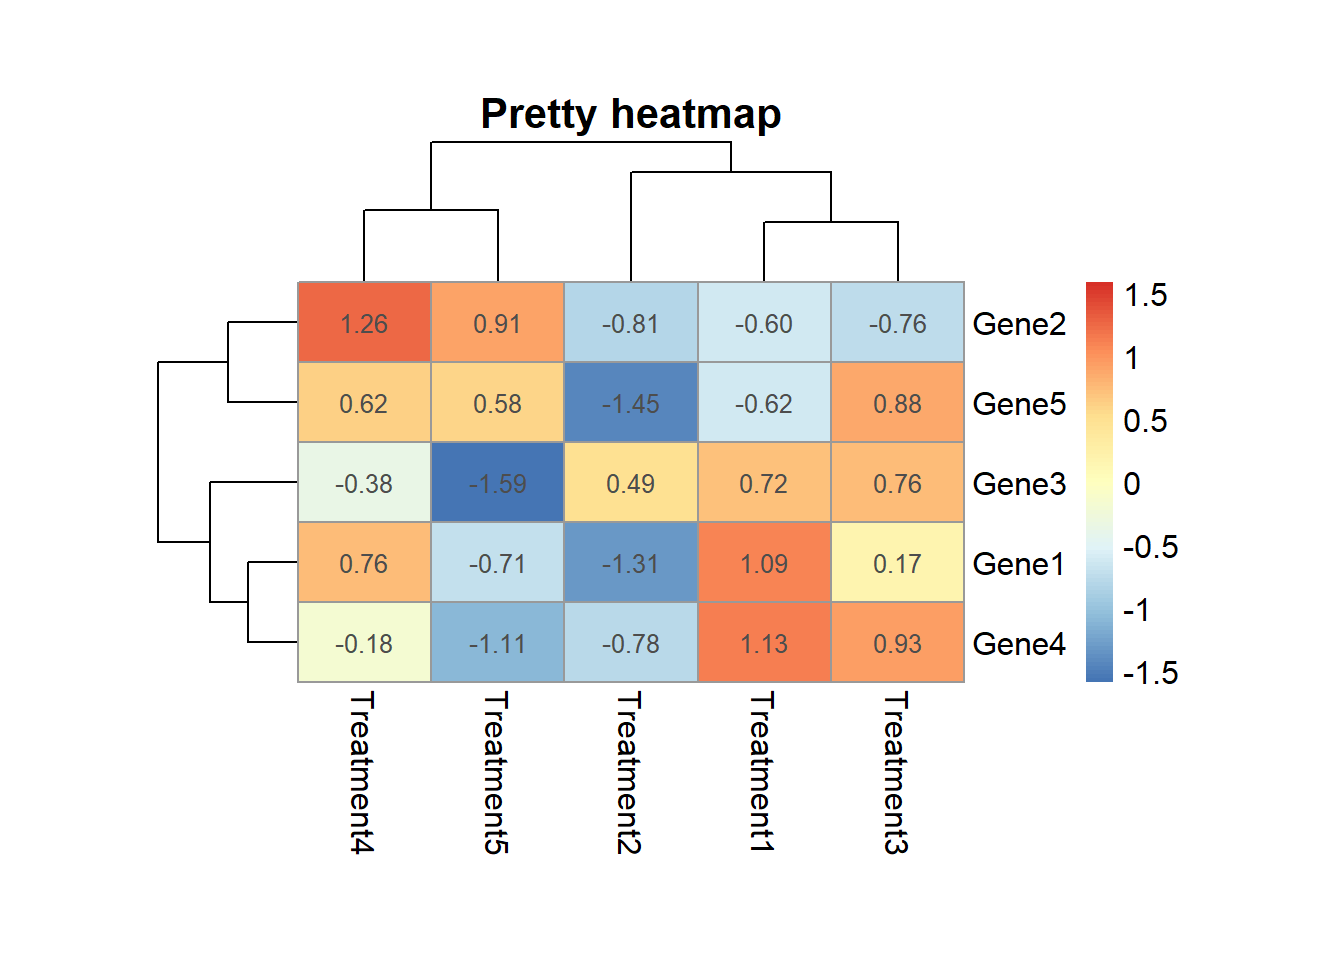 Pretty heatmap
1.26 0.91 -0.81 -0.60 -0.76 Gene2
0.62 0.58 -1.45 -0.62 0.88 Gene5
-0.38 -1.59 0.49 0.72 0.76 Gene3
0.76 -0.71 -1.31 1.09 0.17 Gene1
-0.18 -1.11 -0.78 1.13 0.93 Gene4
Treatment4
Treatment5
Treatment2
Treatment1
Treatment3
1.5
1
0.5
0
-0.5
-1
-1.5